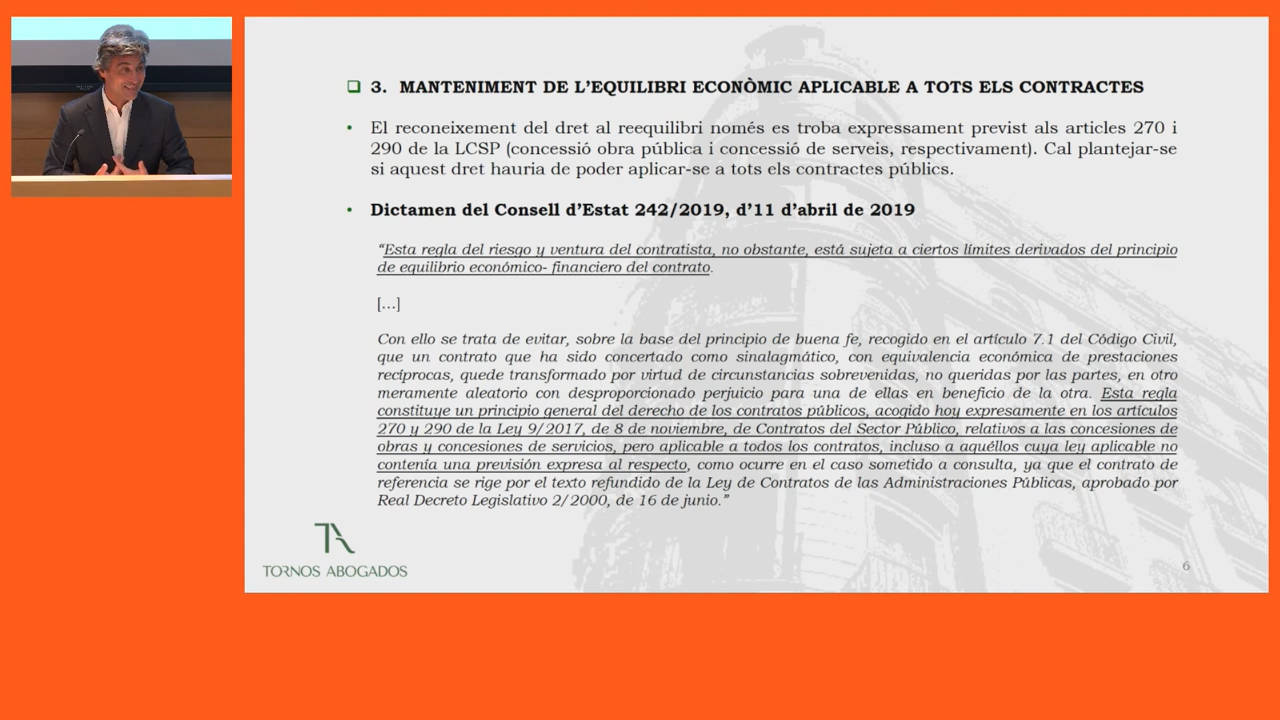 3. MANTENIMENT DE L'EQUILIBRI ECONÒMIC APLICABLE A TOTS ELS CONTRACTES
• El reconeixement del dret al reequilibri només es troba expressament previst als articles 270 i
290 de la LCSP (concessió obra pública i concessió de serveis, respectivament). Cal plantejar-se
si aquest dret hauria de poder aplicar-se a tots els contractes públics.
• Dictamen del Consell d'Estat 242/2019, d'11 d'abril de 2019
"Esta regla del riesgo y ventura del contratista, no obstante, está sujeta a ciertos límites derivados del principio
de equilibrio económico- financiero del contrato.
[…]
Con ello se trata de evitar, sobre la base del principio de buena fe, recogido en el artículo 7.1 del Código Civil,
que un contrato que ha sido concertado como sinalagmático, con equivalencia económica de prestaciones
recíprocas, quede transformado por virtud de circunstancias sobrevenidas, no queridas por las partes, en otro
meramente aleatorio con desproporcionado perjuicio para una de ellas en beneficio de la otra. Esta regla
constituye un principio general del derecho de los contratos públicos, acogido hoy expresamente en los artículos
270 y 290 de la Ley 9/2017, de 8 de noviembre, de Contratos del Sector Público, relativos a las concesiones de
obras y concesiones de servicios, pero aplicable a todos los contratos, incluso a aquéllos cuya ley aplicable no
contenía una previsión expresa al respecto, como ocurre en el caso sometido a consulta, ya que el contrato de
referencia se rige por el texto refundido de la Ley de Contratos de las Administraciones Públicas, aprobado por
Real Decreto Legislativo 2/2000, de 16 de junio."
TORNOS ABOGADOS
6